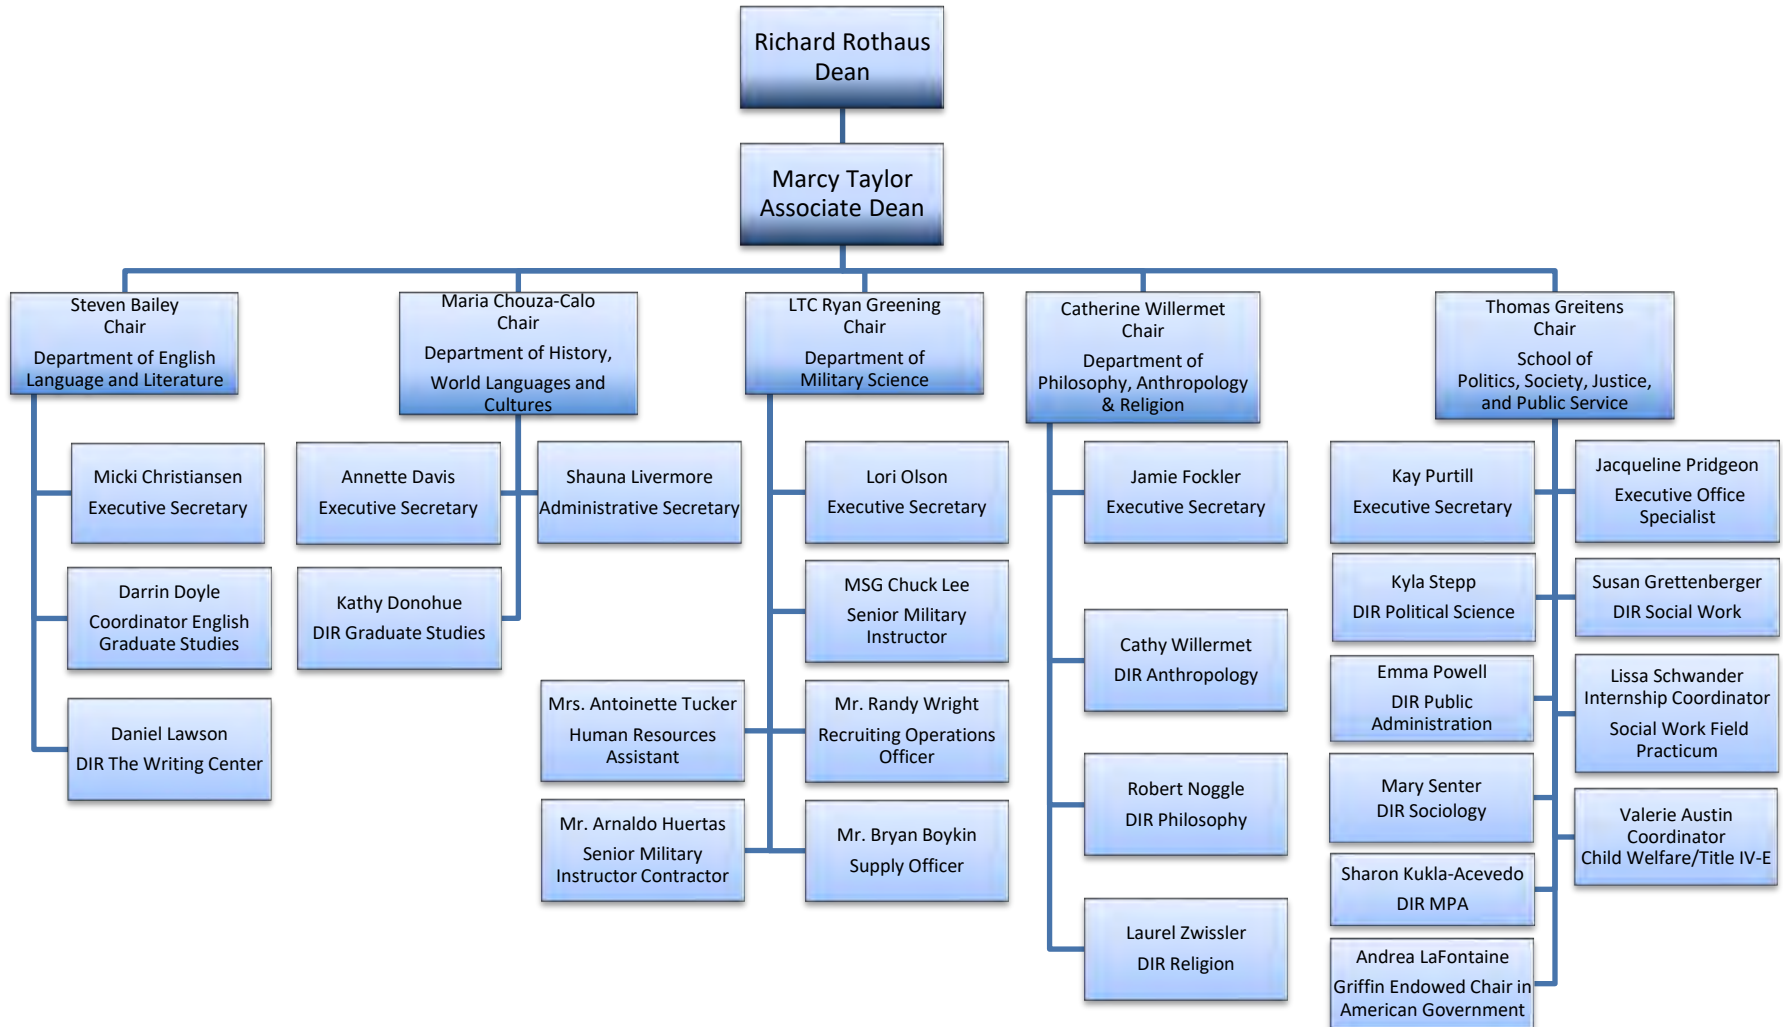 Richard Rothaus
Dean
Marcy Taylor
Associate Dean
Steven Bailey
Chair
Department of English
Language and Literature
Micki Christiansen
Executive Secretary
Darrin Doyle
Coordinator English
Graduate Studies
Daniel Lawson
DIR The Writing Center
Maria Chouza-Calo
Chair
Department of History,
World Languages and
Cultures
Annette Davis
Executive Secretary
Shauna Livermore
Administrative Secretary
Kathy Donohue
DIR Graduate Studies
LTC Ryan Greening
Chair
Department of
Military Science
Lori Olson
Executive Secretary
MSG Chuck Lee
Senior Military
Instructor
Mrs. Antoinette Tucker
Human Resources
Assistant
Mr. Randy Wright
Recruiting Operations
Officer
Mr. Arnaldo Huertas
Senior Military
Instructor Contractor
Mr. Bryan Boykin
Supply Officer
Catherine Willermet
Chair
Department of
Philosophy, Anthropology
& Religion
Jamie Fockler
Executive Secretary
Cathy Willermet
DIR Anthropology
Robert Noggle
DIR Philosophy
Laurel Zwissler
DIR Religion
Thomas Greitens
Chair
School of
Politics, Society, Justice,
and Public Service
Kay Purtill
Executive Secretary
Jacqueline Pridgeon
Executive Office
Specialist
Kyla Stepp
DIR Political Science
Susan Grettenberger
DIR Social Work
Emma Powell
DIR Public
Administration
Lissa Schwander
Internship Coordinator
Social Work Field
Practicum
Mary Senter
DIR Sociology
Valerie Austin
Coordinator
Child Welfare/Title IV-E
Sharon Kukla-Acevedo
DIR MPA
Andrea LaFontaine
Griffin Endowed Chair in
American Government